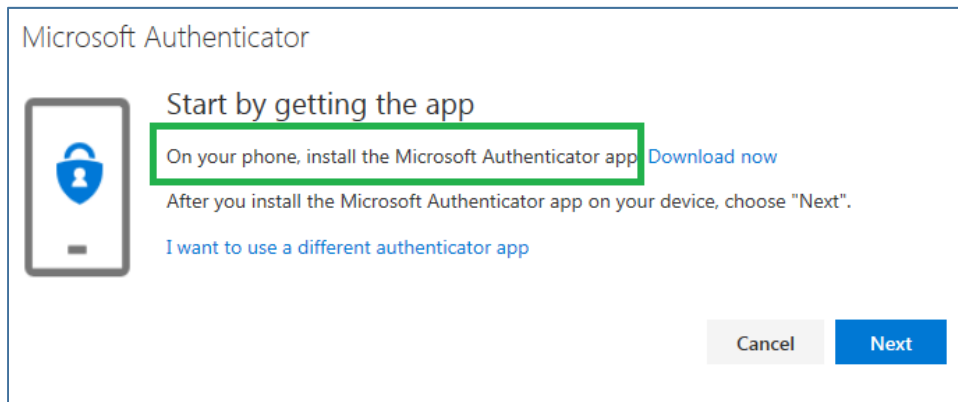 Microsoft Authenticator
Start by getting the app
On your phone, install the Microsoft Authenticator app Download now
After you install the Microsoft Authenticator app on your device, choose "Next".
I want to use a different authenticator app
Cancel Next